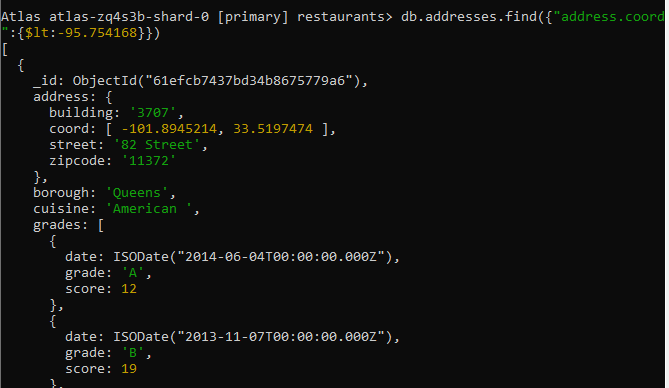 Atlas atlas-zq4s3b-shard-0 [primary] restaurants> db.addresses.find({"address.coord
":{$lt:-95.754168}})
[
  {
    _id: ObjectId("61efcb7437bd34b8675779a6"),
    address: {
      building: '3707',
      coord: [ -101.8945214, 33.5197474 ],
      street: '82 Street',
      zipcode: '11372'
    },
    borough: 'Queens',
    cuisine: 'American ',
    grades: [
      {
        date: ISODate("2014-06-04T00:00:00.000Z"),
        grade: 'A',
        score: 12
      },
      {
        date: ISODate("2013-11-07T00:00:00.000Z"),
        grade: 'B',
        score: 19
      },